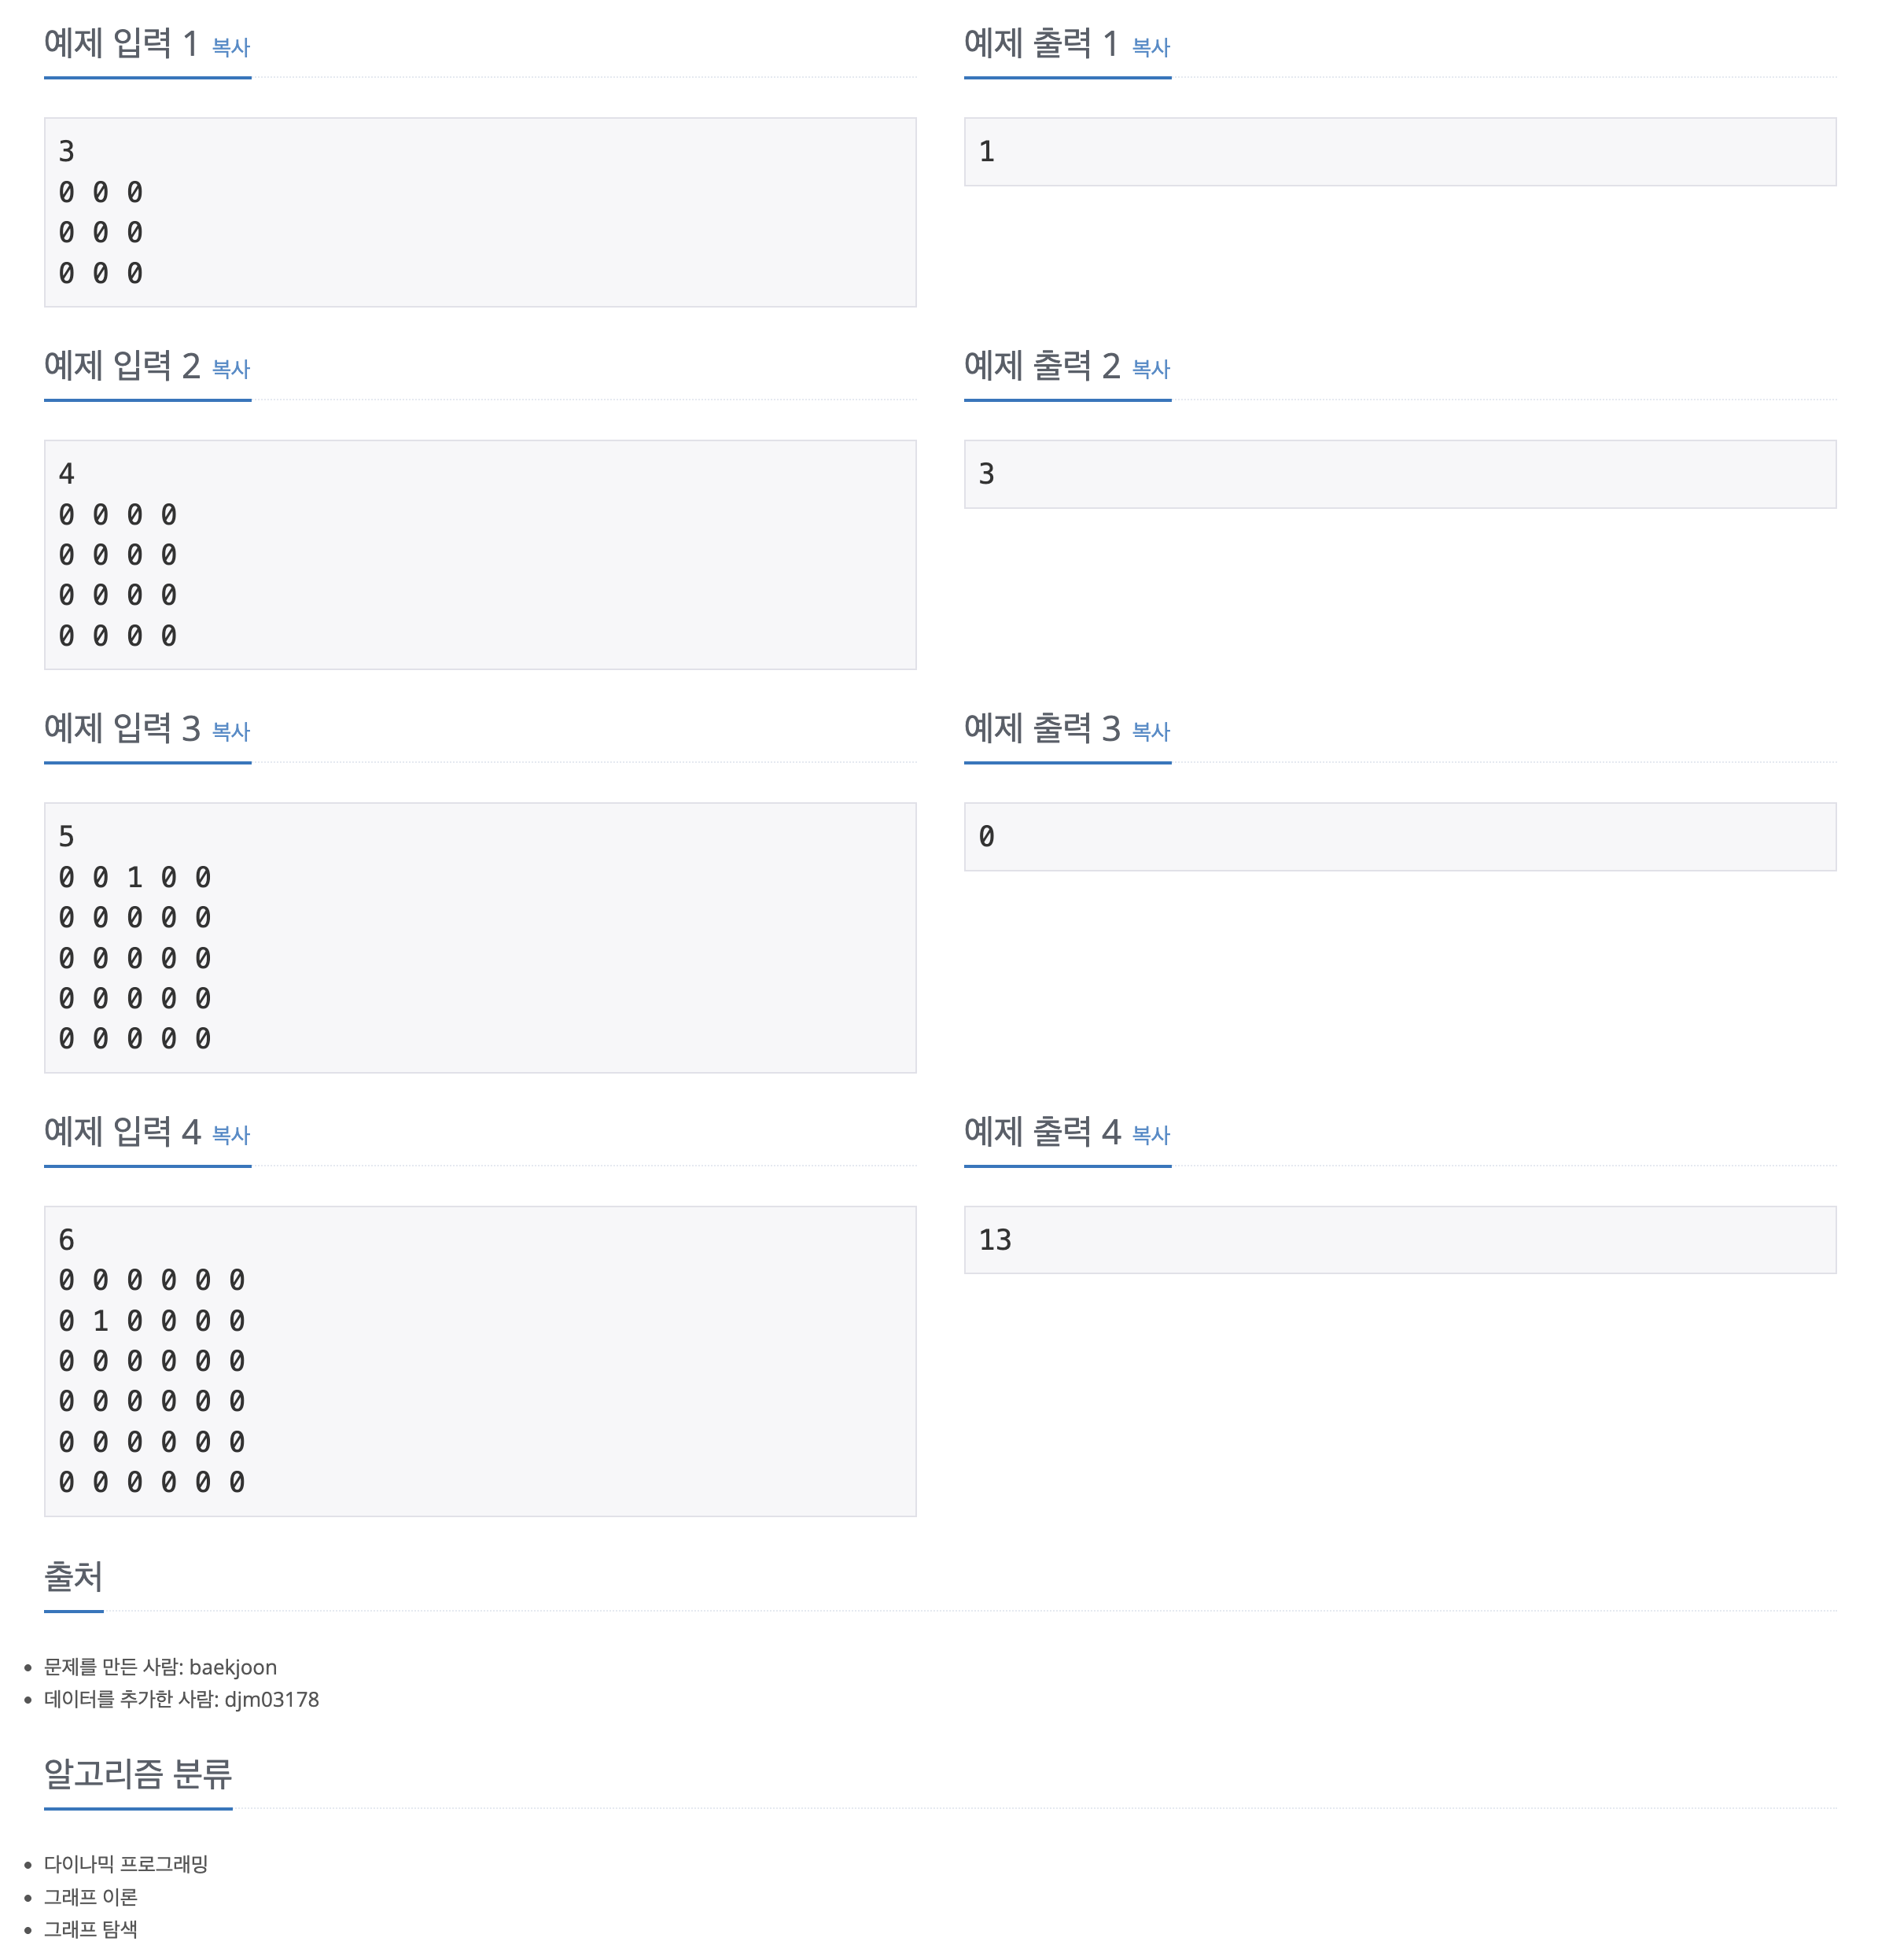 예제 입력 1 복사
3
0 0 0
0 0 0
0 0 0
예제 출력 1 복사
1
예제 입력 2 복사
4
0 0 0 0
0 0 0 0
0 0 0 0
0 0 0 0
예제 출력 2 복사
3
예제 입력 3 복사
5
0 0 1 0 0
0 0 0 0 0
0 0 0 0 0
0 0 0 0 0
0 0 0 0 0
예제 출력 3 복사
0
예제 입력 4 복사
6
0 0 0 0 0 0
0 1 0 0 0 0
0 0 0 0 0 0
0 0 0 0 0 0
0 0 0 0 0 0
0 0 0 0 0 0
예제 출력 4 복사
13
출처
문제를 만든 사람: baekjoon
데이터를 추가한 사람: djm03178
알고리즘 분류
다이나믹 프로그래밍
그래프 이론
그래프 탐색